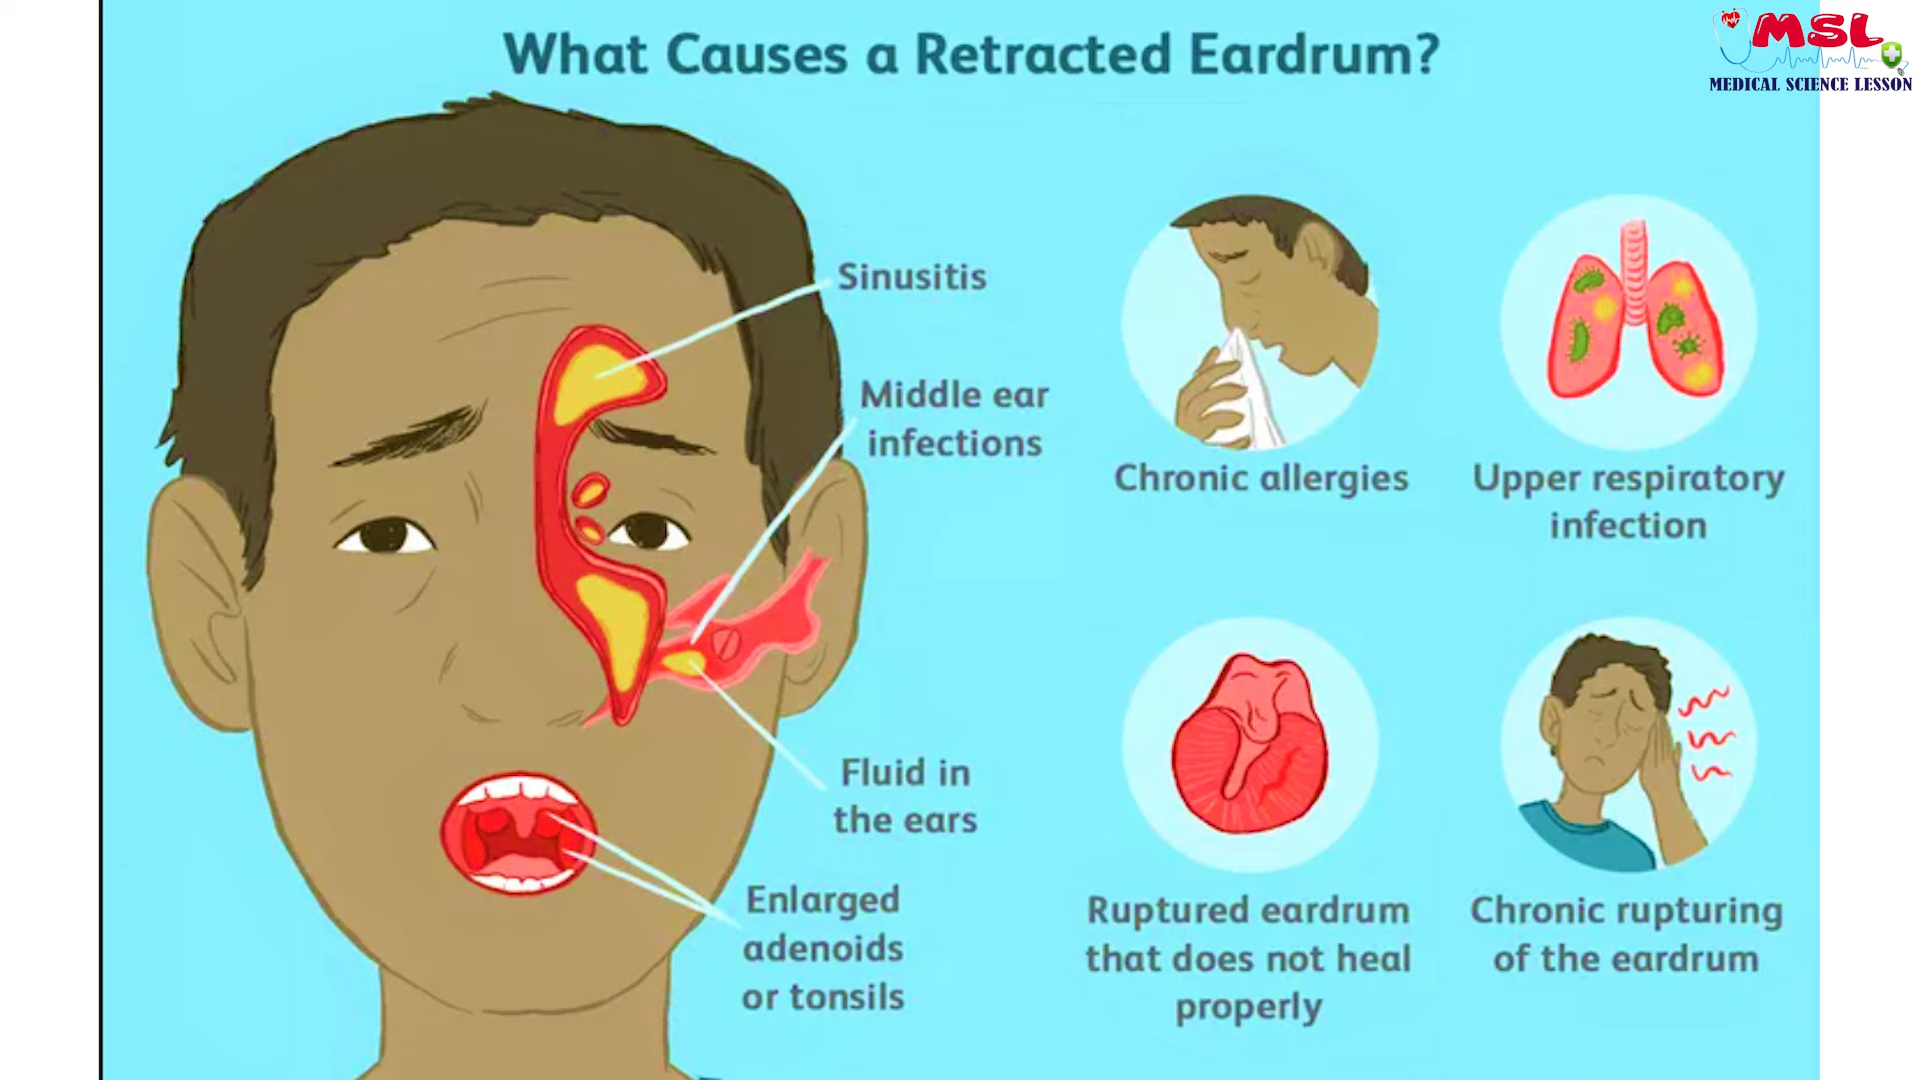 What Causes a Retracted Eardrum?
MSL
MEDICAL SCIENCE LESSON
Sinusitis
Middle ear
infections
Fluid in
the ears
Enlarged
adenoids
or tonsils
Chronic allergies
Upper respiratory
infection
Ruptured eardrum
that does not heal
properly
Chronic rupturing
of the eardrum